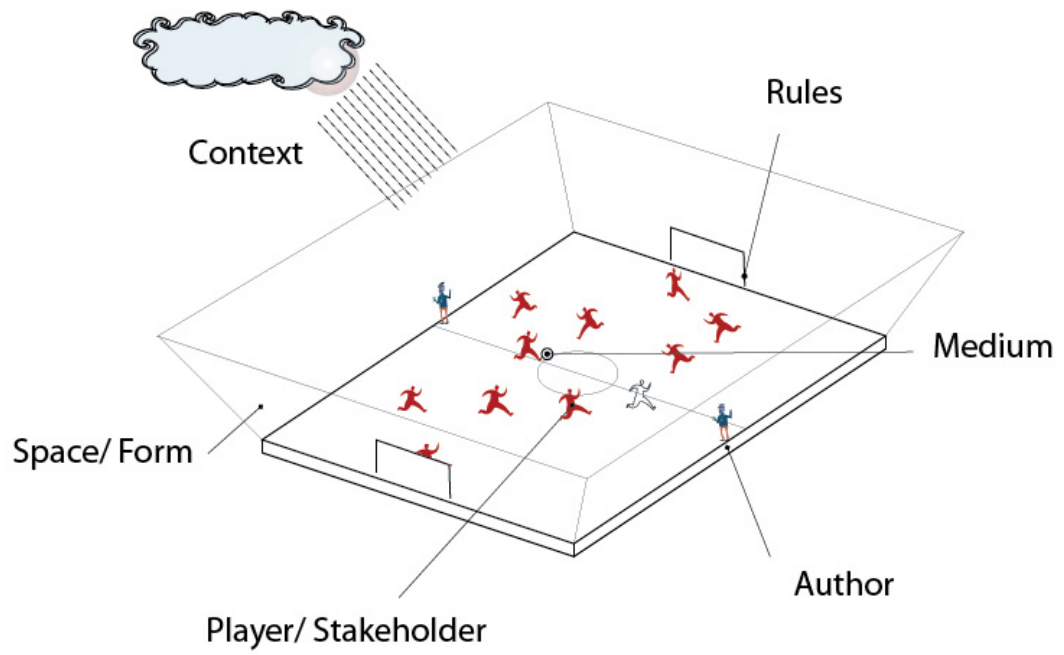 Rules
Context
Medium
Space/ Form
Author
Player/ Stakeholder